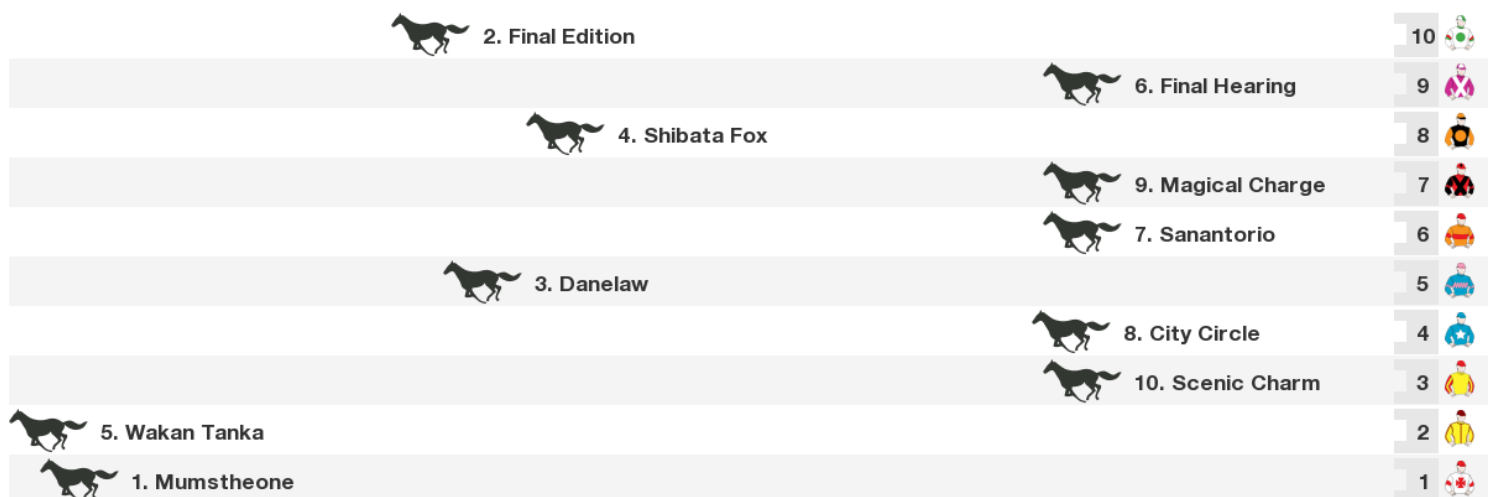 2. Final Edition 10
6. Final Hearing 9
4. Shibata Fox 8
9. Magical Charge 7
7. Sanantorio 6
3. Danelaw 5
8. City Circle 4
10. Scenic Charm 3
5. Wakan Tanka 2
1. Mumstheone 1